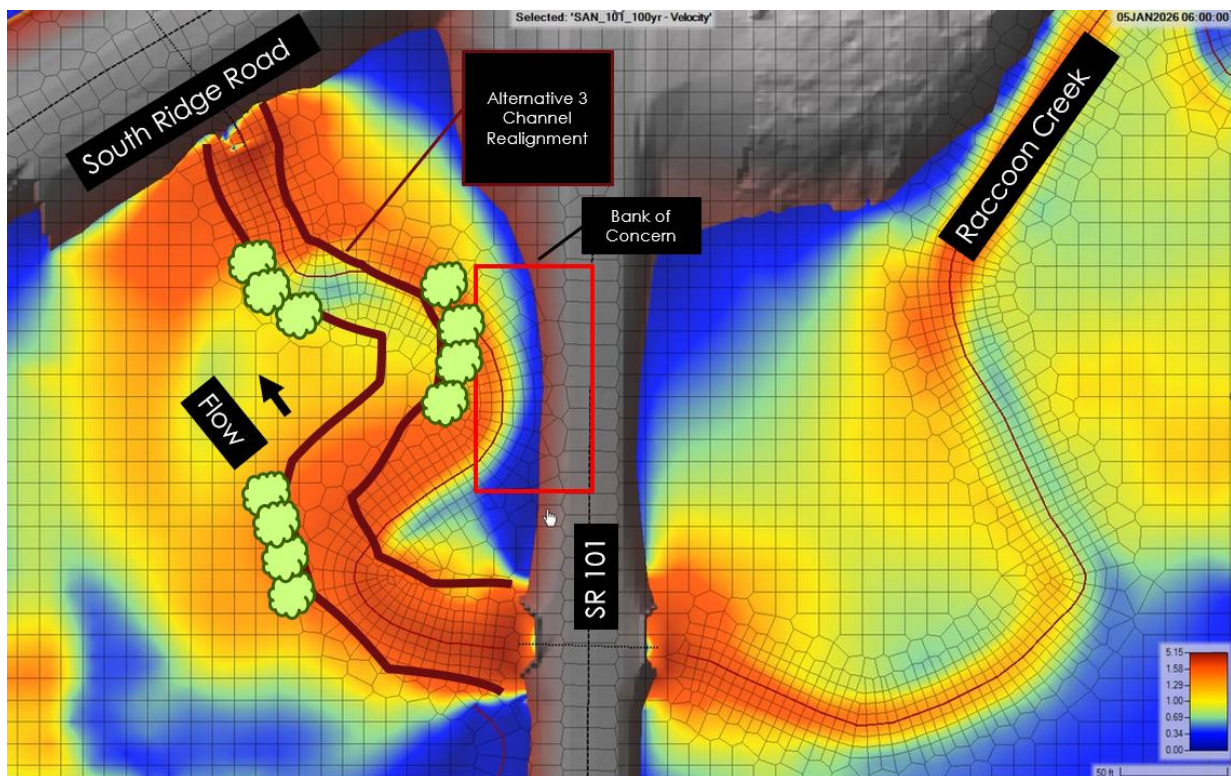 Selected: 'SAN_101_100yr - Velocity'
05JAN2026 06:00:00
South Ridge Road
Alternative 3
Channel
Realignment
Bank of
Concern
Raccoon Creek
Flow
SR 101
5.15
1.58
1.29
1.00
0.69
0.34
0.00
50 ft